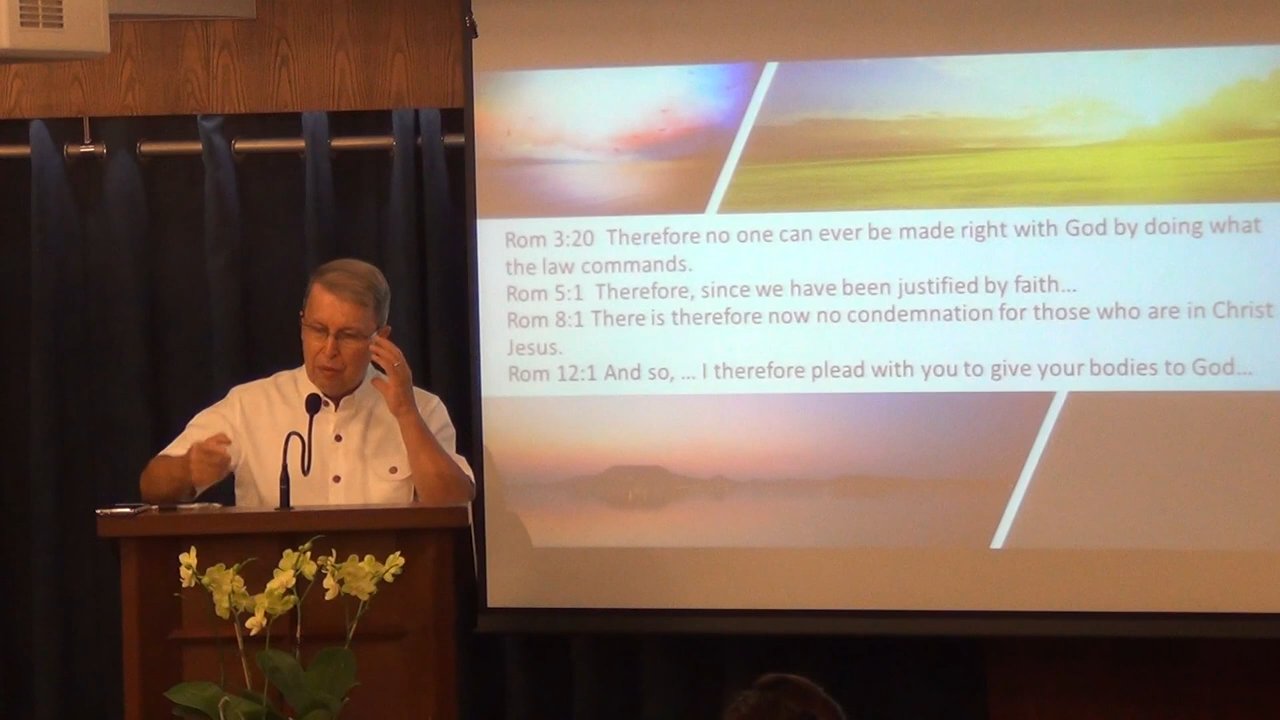 Rom 3:20 Therefore no one can ever be made right with God by doing what
the law commands.
Rom 5:1 Therefore, since we have been justified by faith...
Rom 8:1 There is therefore now no condemnation for those who are in Christ
Jesus.
Rom 12:1 And so, ... I therefore plead with you to give your bodies to God...